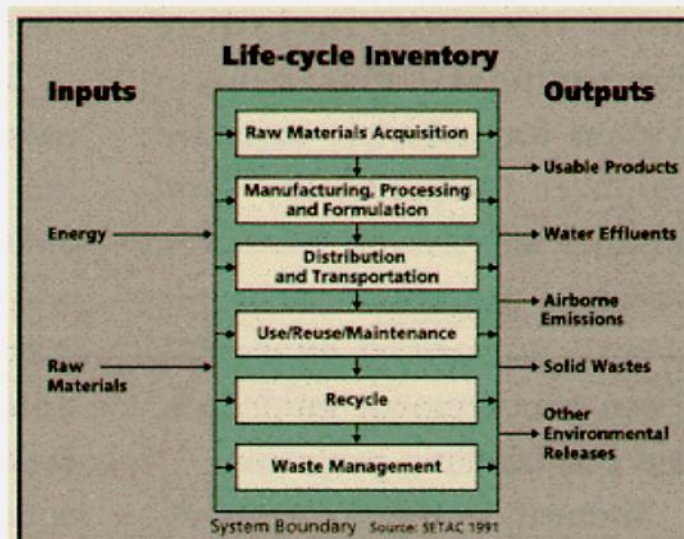 Life-cycle Inventory
Inputs
Outputs
Raw Materials Acquisition
Manufacturing, Processing
and Formulation
Distribution
and Transportation
Use/Reuse/Maintenance
Recycle
Waste Management
Energy
Raw
Materials
Usable Products
Water Effluents
Airborne
Emissions
Solid Wastes
Other
Environmental
Releases
System Boundary Source: SETAC 1991